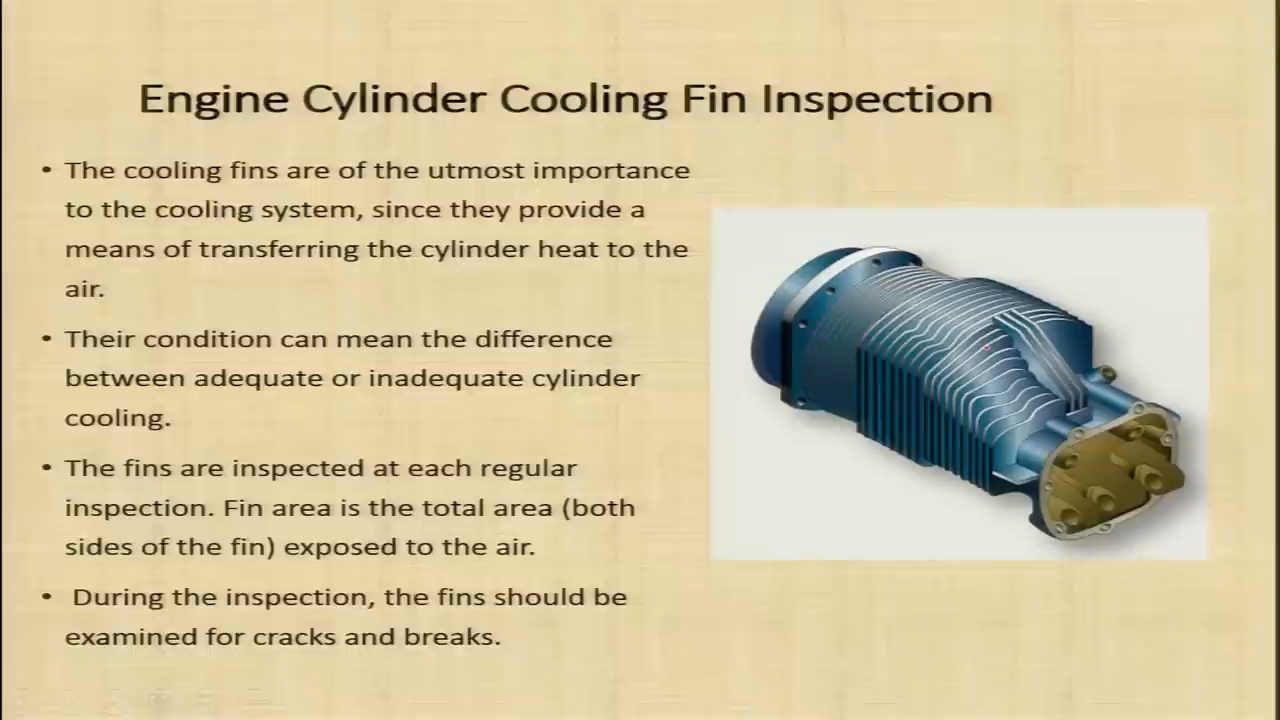 Engine Cylinder Cooling Fin Inspection
• The cooling fins are of the utmost importance
to the cooling system, since they provide a
means of transferring the cylinder heat to the
air.
• Their condition can mean the difference
between adequate or inadequate cylinder
cooling.
• The fins are inspected at each regular
inspection. Fin area is the total area (both
sides of the fin) exposed to the air.
• During the inspection, the fins should be
examined for cracks and breaks.